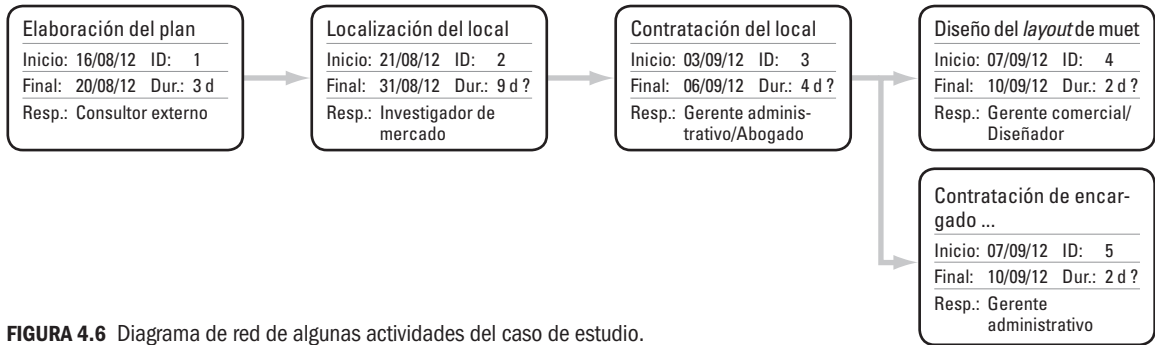 Elaboración del plan
Inicio: 16/08/12 ID: 1
Final: 20/08/12 Dur.: 3 d
Resp.: Consultor externo
Localización del local
Inicio: 21/08/12 ID: 2
Final: 31/08/12 Dur.: 9 d ?
Resp.: Investigador de
mercado
Contratación del local
Inicio: 03/09/12 ID: 3
Final: 06/09/12 Dur.: 4 d ?
Resp.: Gerente adminis-
trativo/Abogado
Diseño del layout de muet
Inicio: 07/09/12 ID: 4
Final: 10/09/12 Dur.: 2 d ?
Resp.: Gerente comercial/
Diseñador
Contratación de encar-
gado ...
Inicio: 07/09/12 ID: 5
Final: 10/09/12 Dur.: 2 d ?
Resp.: Gerente
administrativo
FIGURA 4.6 Diagrama de red de algunas actividades del caso de estudio.